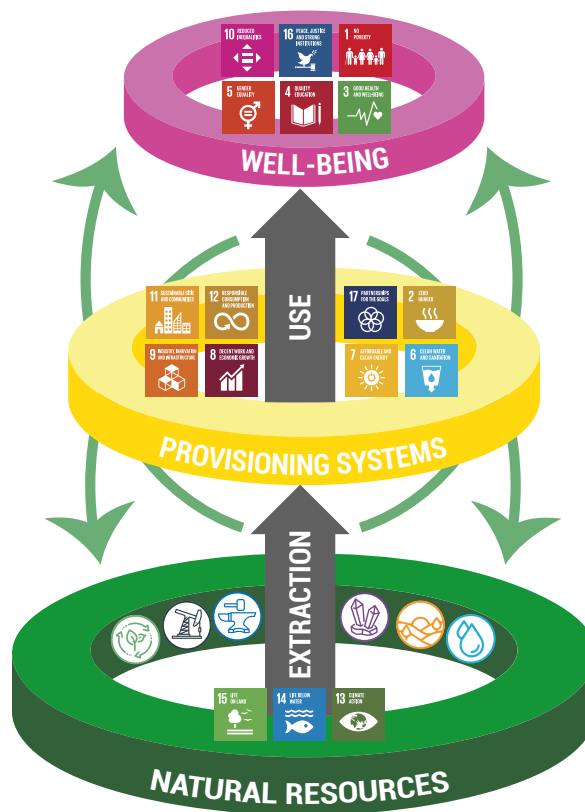 10 REDUCED
INEQUALITIES
16 PEACE, JUSTICE
AND STRONG
INSTITUTIONS
1 NO
POVERTY
5 GENDER
EQUALITY
4 QUALITY
EDUCATION
3 GOOD HEALTH
AND WELL-BEING
WELL-BEING
11 SUSTAINABLE CITIES
AND COMMUNITIES
12 RESPONSIBLE
CONSUMPTION
AND PRODUCTION
17 PARTNERSHIPS
FOR THE GOALS
2 ZERO
HUNGER
USE
9 INDUSTRY, INNOVATION
AND INFRASTRUCTURE
8 DECENT WORK AND
ECONOMIC GROWTH
7 AFFORDABLE AND
CLEAN ENERGY
6 CLEAN WATER
AND SANITATION
PROVISIONING SYSTEMS
EXTRACTION
15 LIFE
ON LAND
14 LIFE BELOW
WATER
13 CLIMATE
ACTION
NATURAL RESOURCES